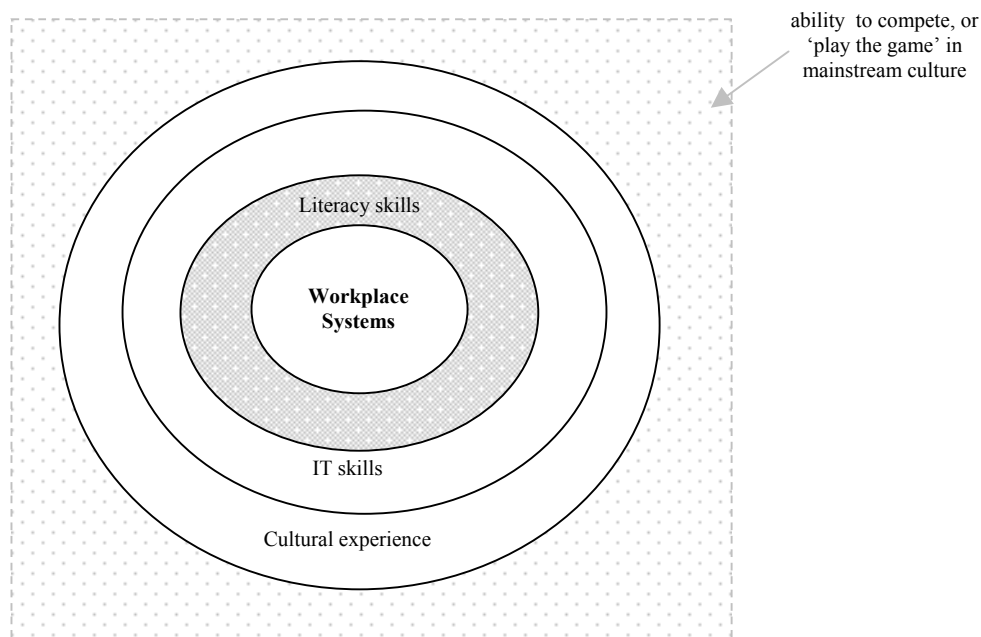 ability  to compete, or
‘play the game’ in
mainstream culture
Literacy skills
Workplace
Systems
IT skills
Cultural experience